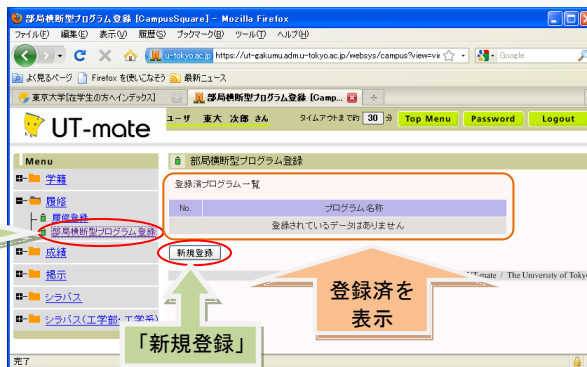 部局横断型プログラム登録 [CampusSquare] - Mozilla Firefox
ファイル(F) 編集(E) 表示(V) 履歴(S) ブックマーク(B) ツール(T) ヘルプ(H)
u-tokyo.ac.jp https://ut-gakumu.adm.u-tokyo.ac.jp/websys/campus?view=vie Google
よく見るページ Firefox を使いこなそう 最新ニュース
東京大学[在学生の方へインデックス] 部局横断型プログラム登録 [Camp...
UT-mate
ユーザ 東大 次郎 さん タイムアウトまで約 30 分 Top Menu Password Logout
Menu
学籍
履修
履修登録
部局横断型プログラム登録
成績
掲示
シラバス
シラバス(工学部・工学系)
部局横断型プログラム登録
登録済プログラム一覧
No. プログラム名称
登録されているデータはありません
新規登録
UT-mate / The University of Tokyo
登録済を
表示
「新規登録」
完了